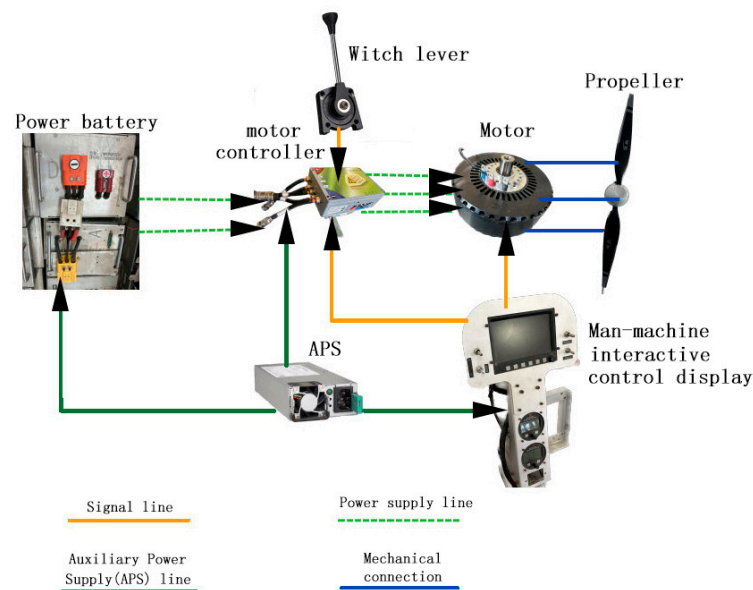 Witch lever
Propeller
Power battery
motor
controller
Motor
APS
Man-machine
interactive
control display
Signal line
Power supply line
Auxiliary Power
Supply(APS) line
Mechanical
connection